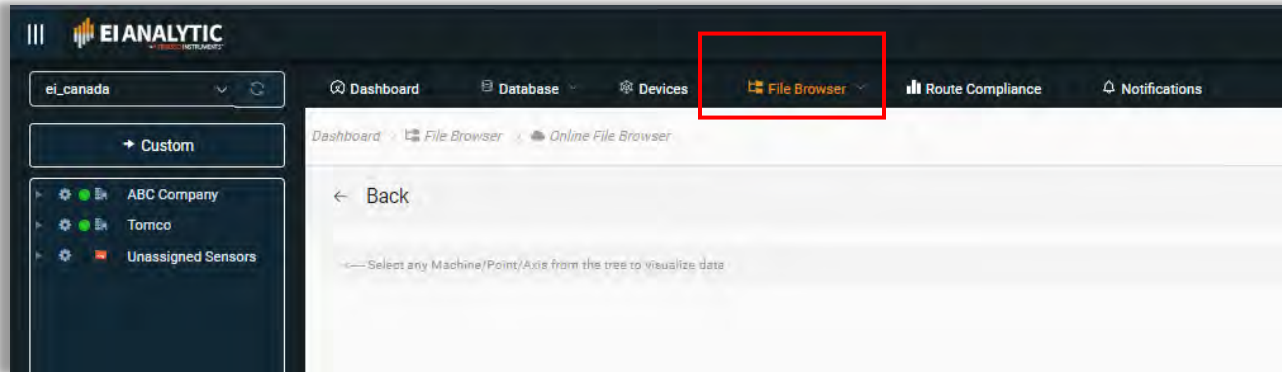 EI ANALYTIC
INSTRUMENTS
ei_canada
Dashboard Database Devices File Browser Route Compliance Notifications
Dashboard File Browser Online File Browser
Custom
← Back
ABC Company
Tomco
Unassigned Sensors
<--- Select any Machine/Point/Axis from the tree to visualize data